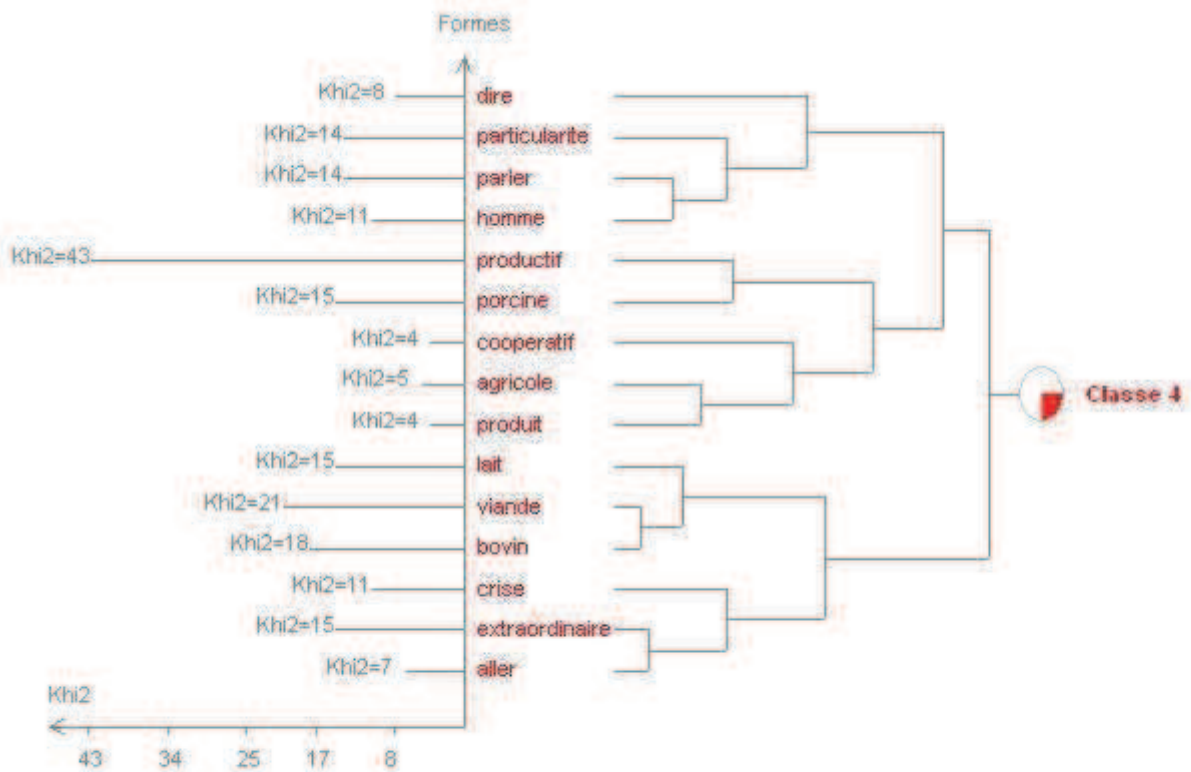 Formes
Khi2=8 dire
Khi2=14 particularite
Khi2=14 parler
Khi2=11 homme
Khi2=43 productif
Khi2=15 porcine
Khi2=4 cooperatif
Khi2=5 agricole
Khi2=4 produit
Khi2=15 lait
Khi2=21 viande
Khi2=18 bovin
Khi2=11 crise
Khi2=15 extraordinaire
Khi2=7 aller
Classe 4
Khi2
43 34 25 17 8